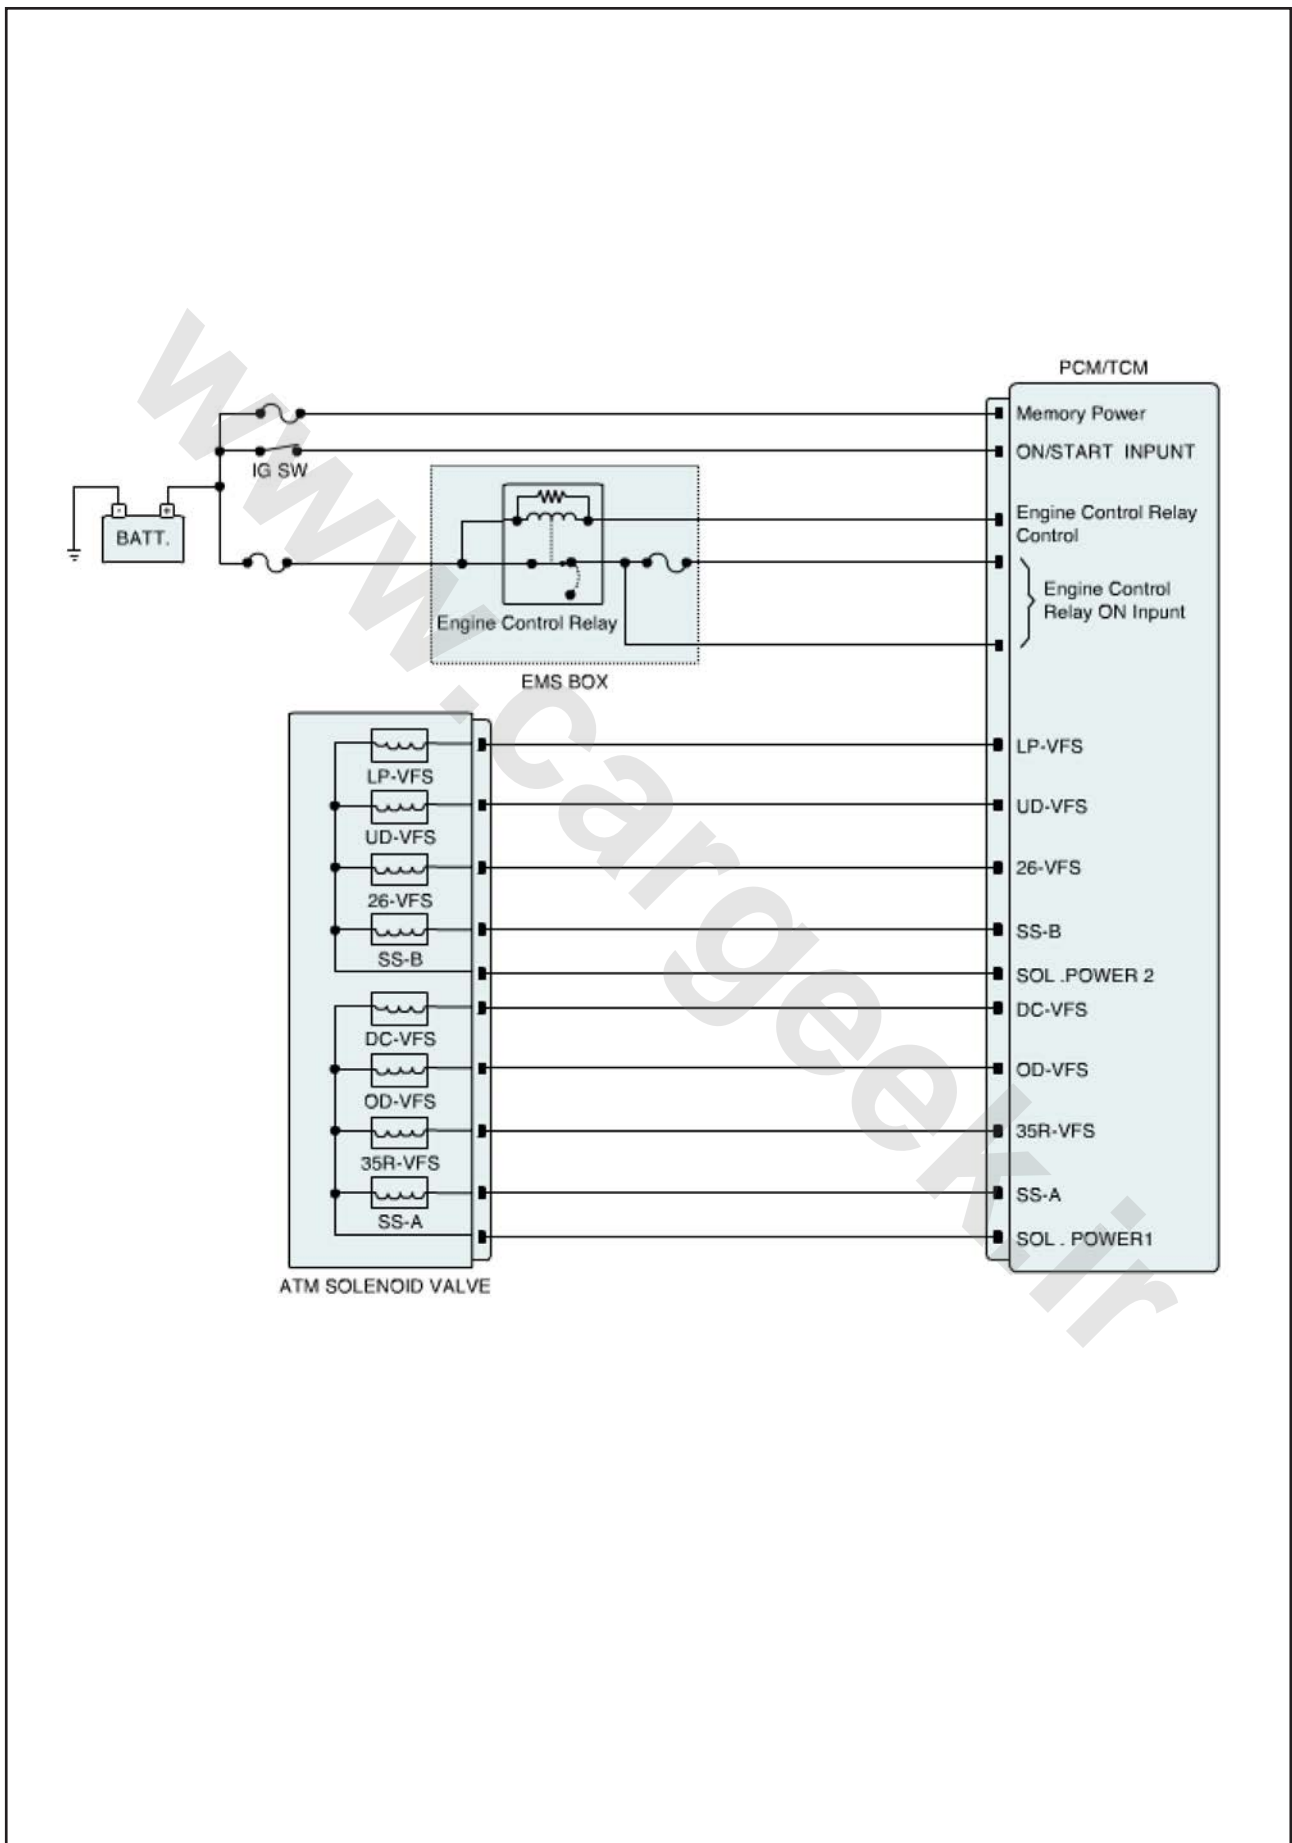 PCM/TCM
Memory Power
ON/START INPUNT
IG SW
BATT.
- +
Engine Control Relay
Control
Engine Control
Relay ON Inpunt
Engine Control Relay
EMS BOX
LP-VFS
LP-VFS
UD-VFS
UD-VFS
26-VFS
26-VFS
SS-B
SS-B
SOL .POWER 2
DC-VFS
DC-VFS
OD-VFS
OD-VFS
35R-VFS
35R-VFS
SS-A
SS-A
SOL . POWER1
ATM SOLENOID VALVE
www.cargeek.ir